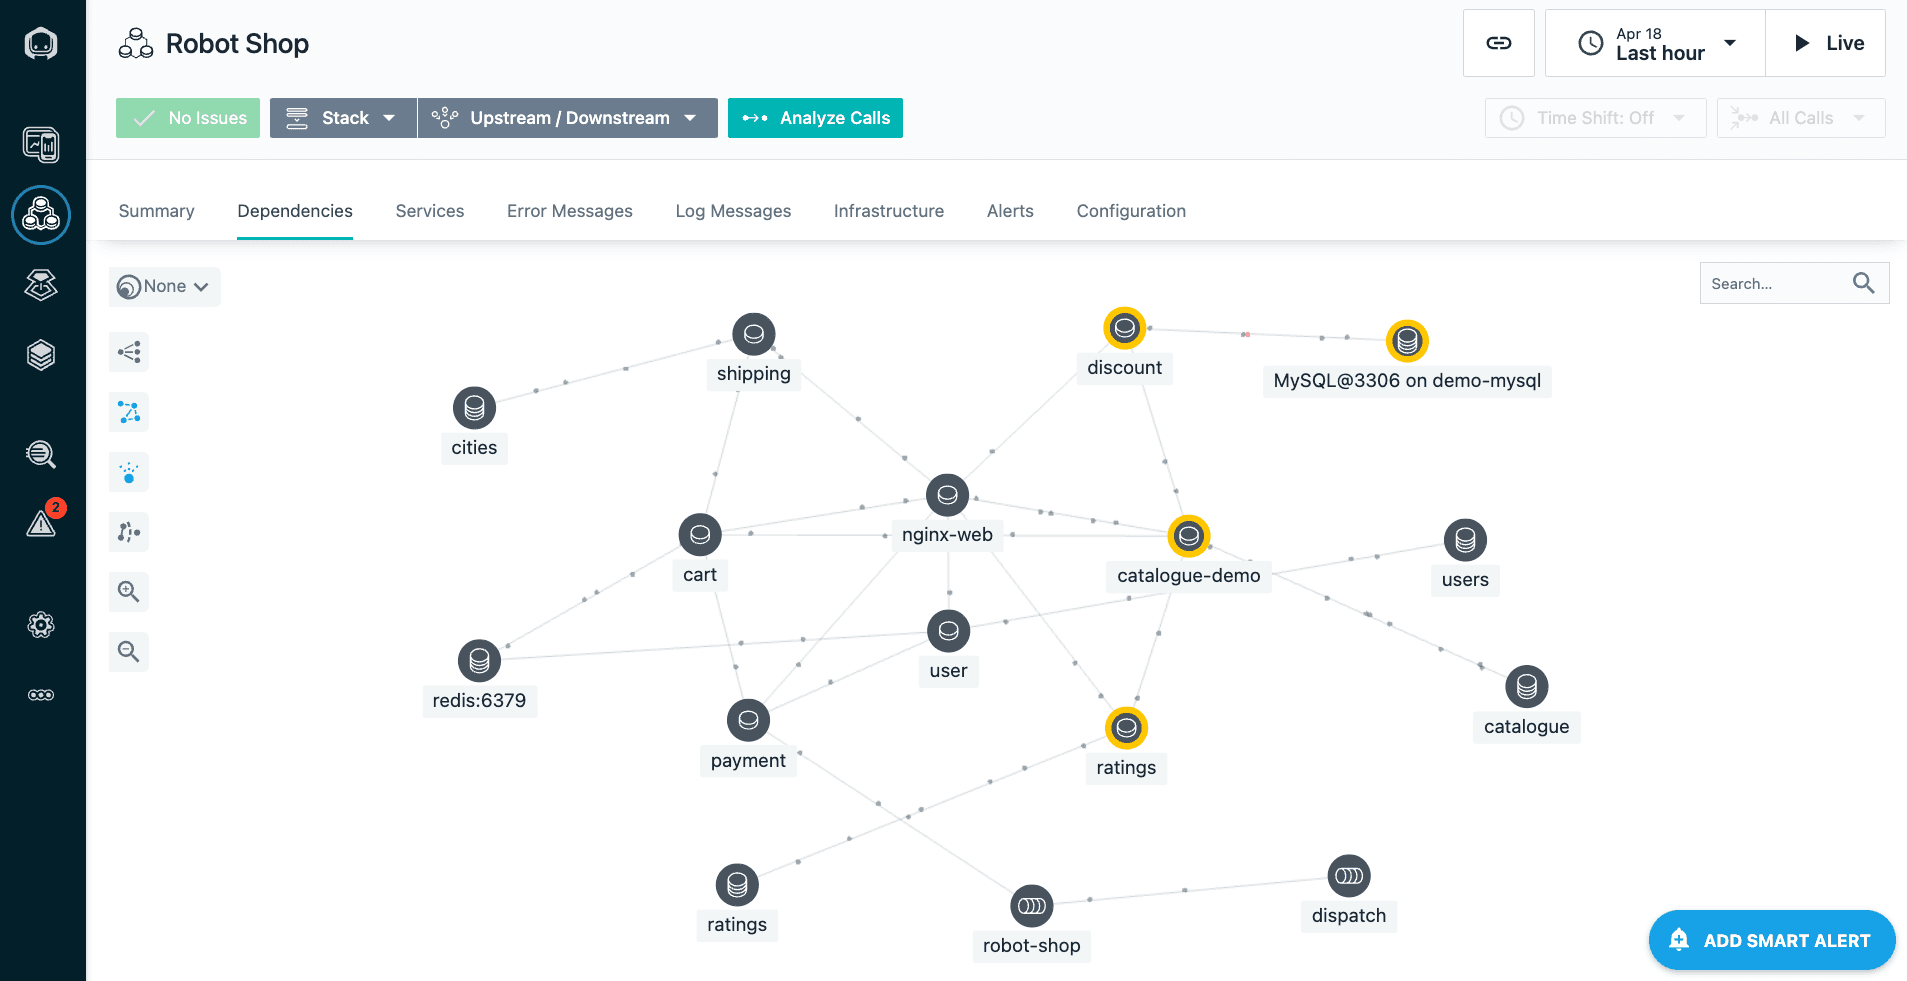 Robot Shop
Apr 18
Last hour
Live
No Issues
Stack
Upstream / Downstream
Analyze Calls
Time Shift: Off
All Calls
Summary
Dependencies
Services
Error Messages
Log Messages
Infrastructure
Alerts
Configuration
None
Search...
shipping
discount
MySQL@3306 on demo-mysql
cities
2
nginx-web
cart
catalogue-demo
users
user
redis:6379
catalogue
payment
ratings
ratings
dispatch
robot-shop
ADD SMART ALERT